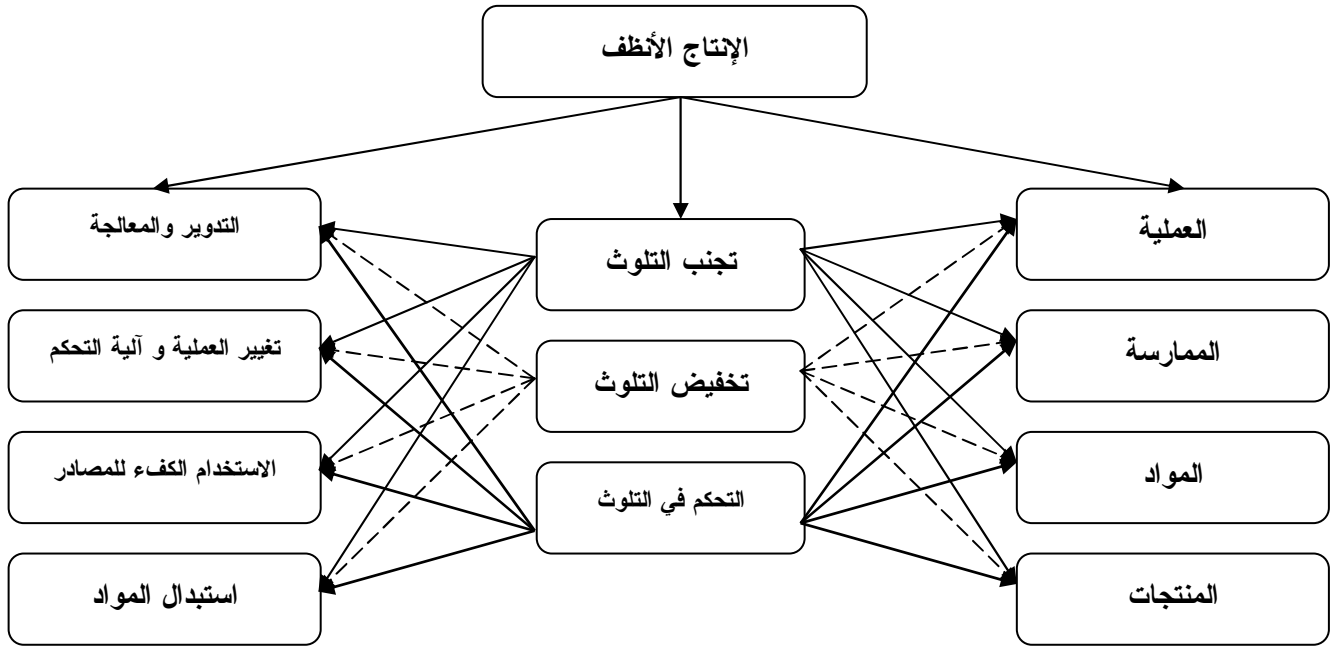 الإنتاج الأنظف
العملية
تجنب التلوث
التدوير والمعالجة
الممارسة
تخفيض التلوث
تغيير العملية و آلية التحكم
المواد
التحكم في التلوث
الاستخدام الكفء للمصادر
المنتجات
استبدال المواد